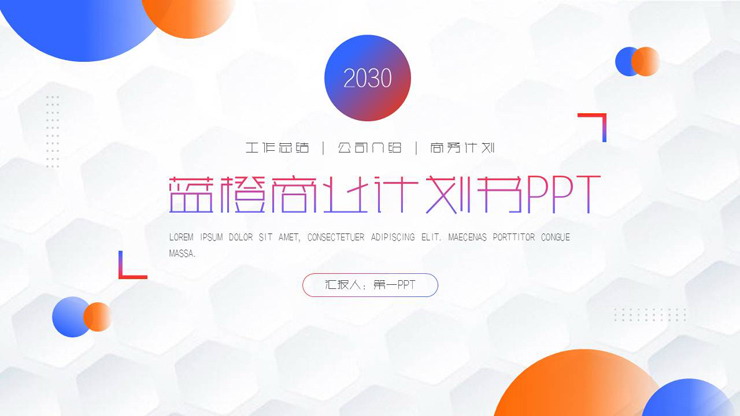 2030
工作总结 | 公司介绍 | 商务计划
蓝橙商业计划书PPT
LOREM IPSUM DOLOR SIT AMET, CONSECTETUER ADIPISCING ELIT. MAECENAS PORTTITOR CONGUE
MASSA.
汇报人：第一PPT